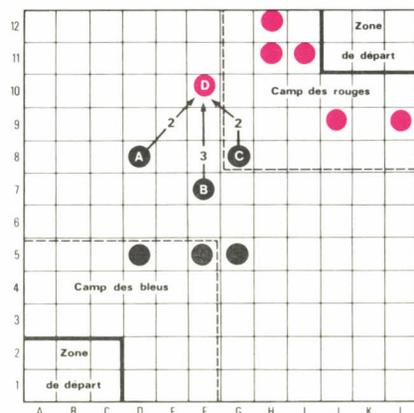 12
Zone
11
de départ
D
10
Camp des rouges
2
2
9
A
C
8
3
B
7
6
5
Camp des bleus
4
3
Zone
2
de départ
1
A B C D E F G H I J K L